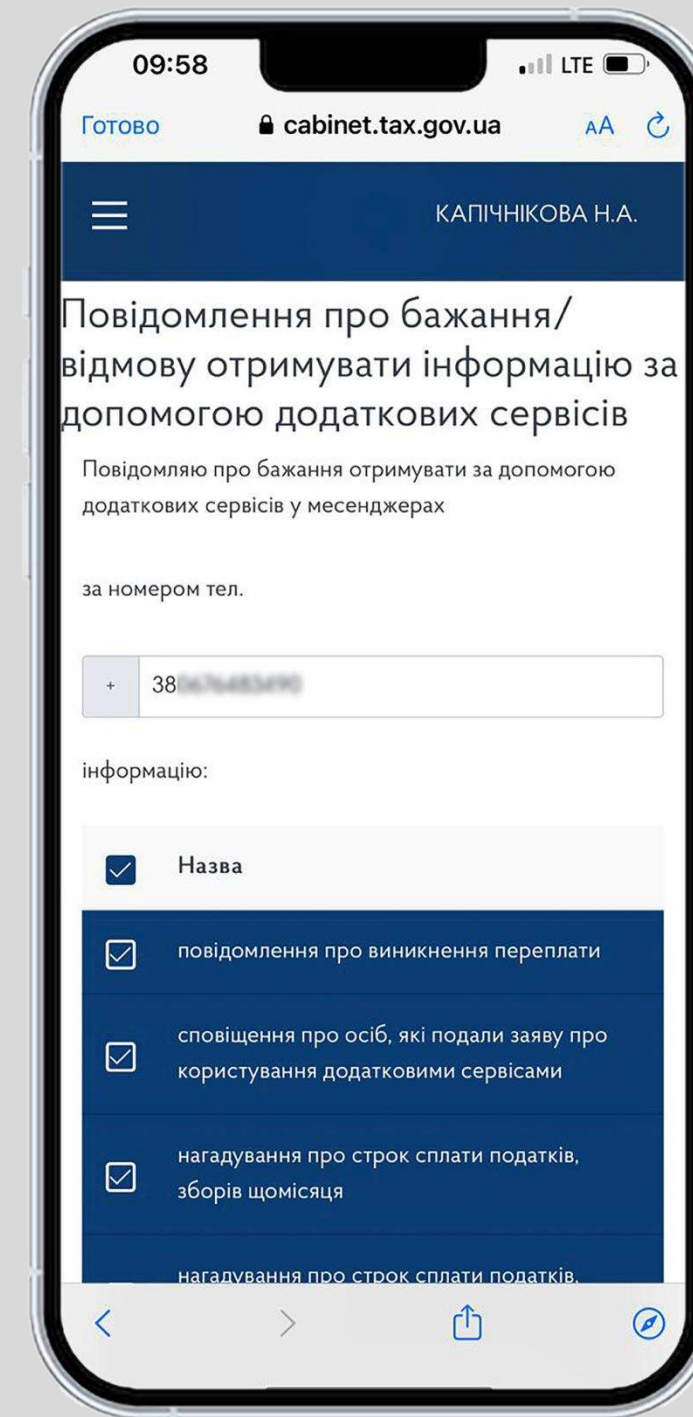 09:58
LTE
Готово
cabinet.tax.gov.ua
AA
КАПІЧНІКОВА Н.А.
Повідомлення про бажання/
відмову отримувати інформацію за
допомогою додаткових сервісів
Повідомляю про бажання отримувати за допомогою
додаткових сервісів у месенджерах
за номером тел.
+ 38
інформацію:
Назва
повідомлення про виникнення переплати
сповіщення про осіб, які подали заяву про
користування додатковими сервісами
нагадування про строк сплати податків,
зборів щомісяця
нагадування про строк сплати податків,